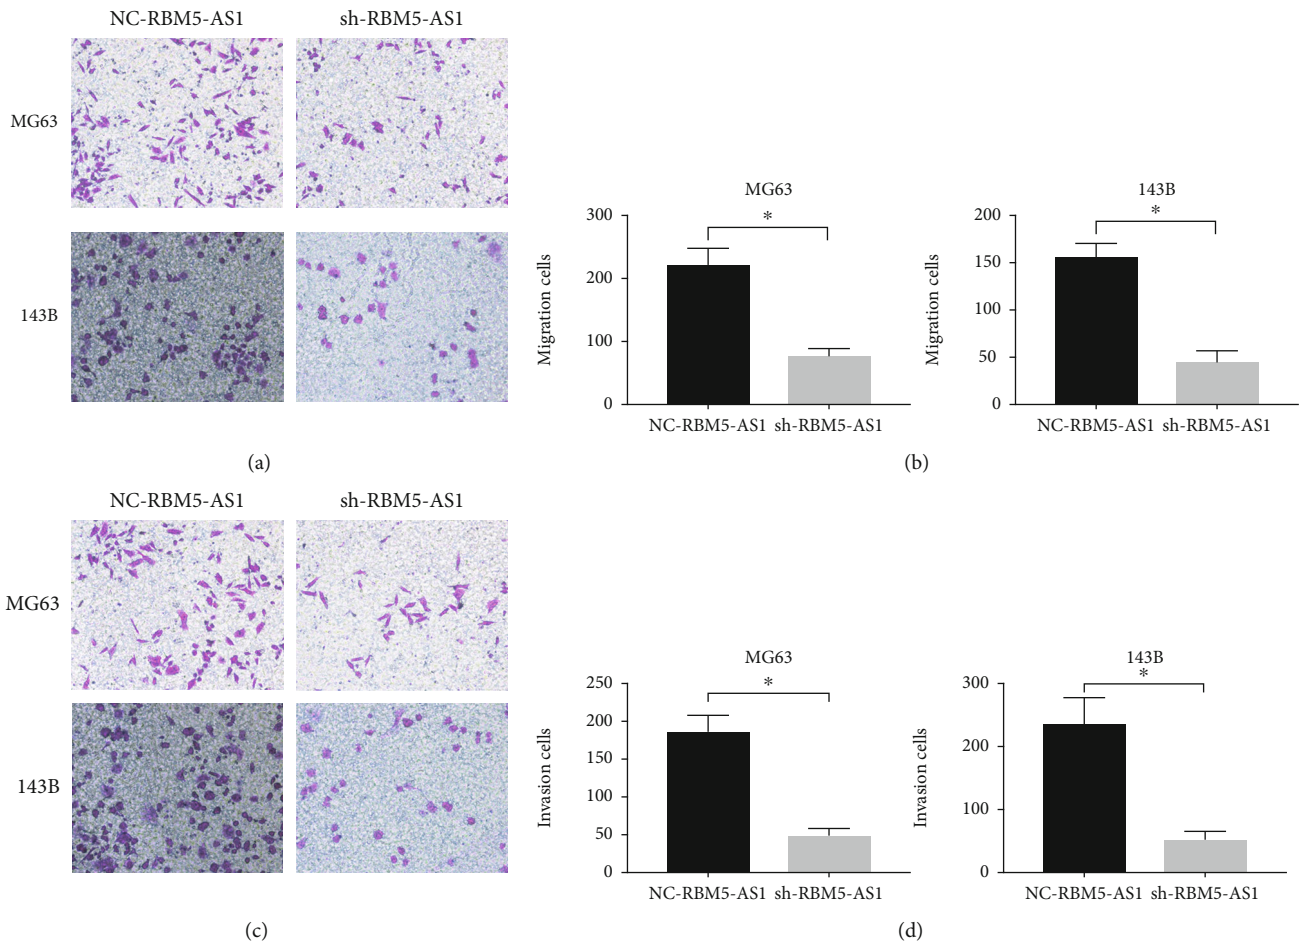 NC-RBM5-AS1 sh-RBM5-AS1
MG63
143B
(a)
MG63
300
200
100
0
Migration cells
*
NC-RBM5-AS1 sh-RBM5-AS1
143B
200
150
100
50
0
Migration cells
*
NC-RBM5-AS1 sh-RBM5-AS1
(b)
NC-RBM5-AS1 sh-RBM5-AS1
MG63
143B
(c)
MG63
250
200
150
100
50
0
Invasion cells
*
NC-RBM5-AS1 sh-RBM5-AS1
143B
300
200
100
0
Invasion cells
*
NC-RBM5-AS1 sh-RBM5-AS1
(d)